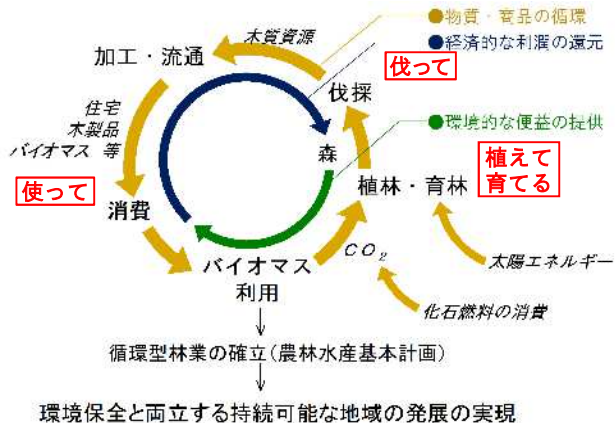 ●物質・商品の循環
木質資源
●経済的な利潤の還元
加工・流通
伐って
伐採
住宅
木製品
バイオマス 等
●環境的な便益の提供
森
植えて
育てる
使って
植林・育林
消費
CO₂
バイオマス
利用
太陽エネルギー
化石燃料の消費
循環型林業の確立(農林水産基本計画)
環境保全と両立する持続可能な地域の発展の実現